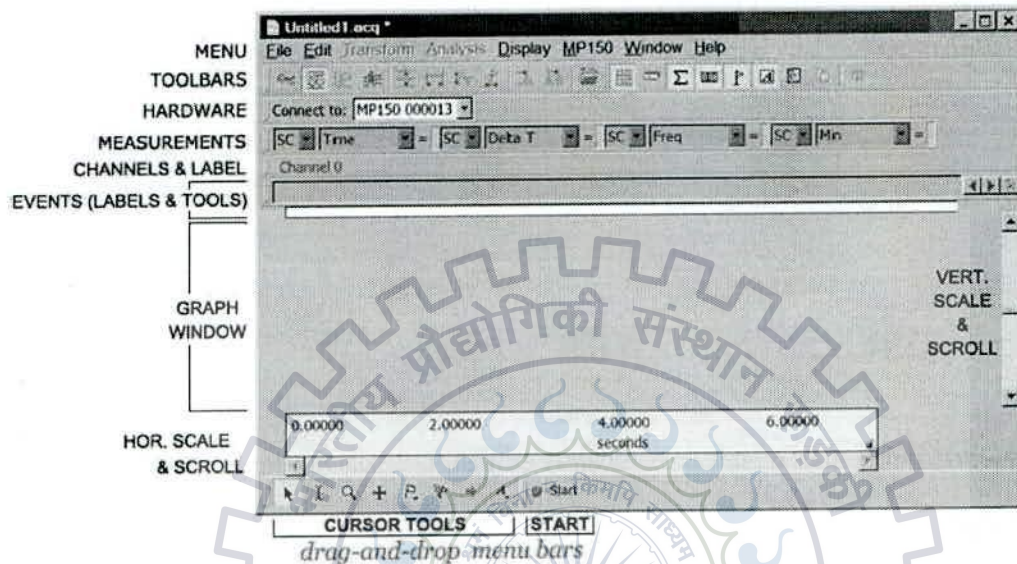 Untitled1.acq *
MENU File Edit Transform Analysis Display MP150 Window Help
TOOLBARS
HARDWARE Connect to: MP150 000013
MEASUREMENTS SC Time = SC Delta T = SC Freq = SC Min =
CHANNELS & LABEL Channel 0
EVENTS (LABELS & TOOLS)
GRAPH
WINDOW
VERT.
SCALE
&
SCROLL
प्रौद्योगिकी संस्थान
0.00000 2.00000 4.00000 6.00000
seconds
HOR. SCALE
& SCROLL
Start
CURSOR TOOLS START
drag-and-drop menu bars